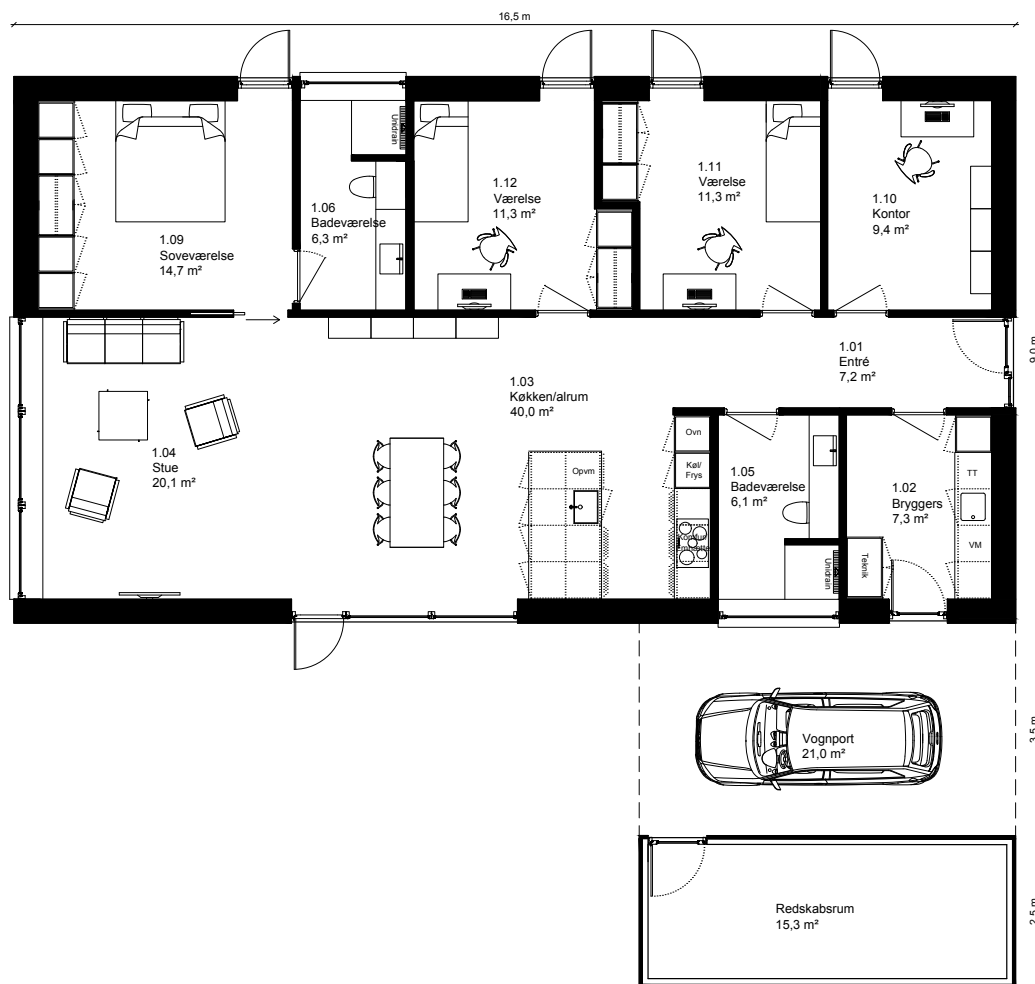 16,5 m
Unidran
1.09
Soveværelse
14,7 m²
1.06
Badeværelse
6,3 m²
1.12
Værelse
11,3 m²
1.11
Værelse
11,3 m²
1.10
Kontor
9,4 m²
1.01
Entré
7,2 m²
9,0 m
1.03
Køkken/alrum
40,0 m²
1.04
Stue
20,1 m²
Ovn
Køl/
Frys
Opvm
1.05
Badeværelse
6,1 m²
1.02
Bryggers
7,3 m²
TT
VM
Teknik
Unidrain
Vognport
21,0 m²
3,5 m
Redskabsrum
15,3 m²
2,5 m